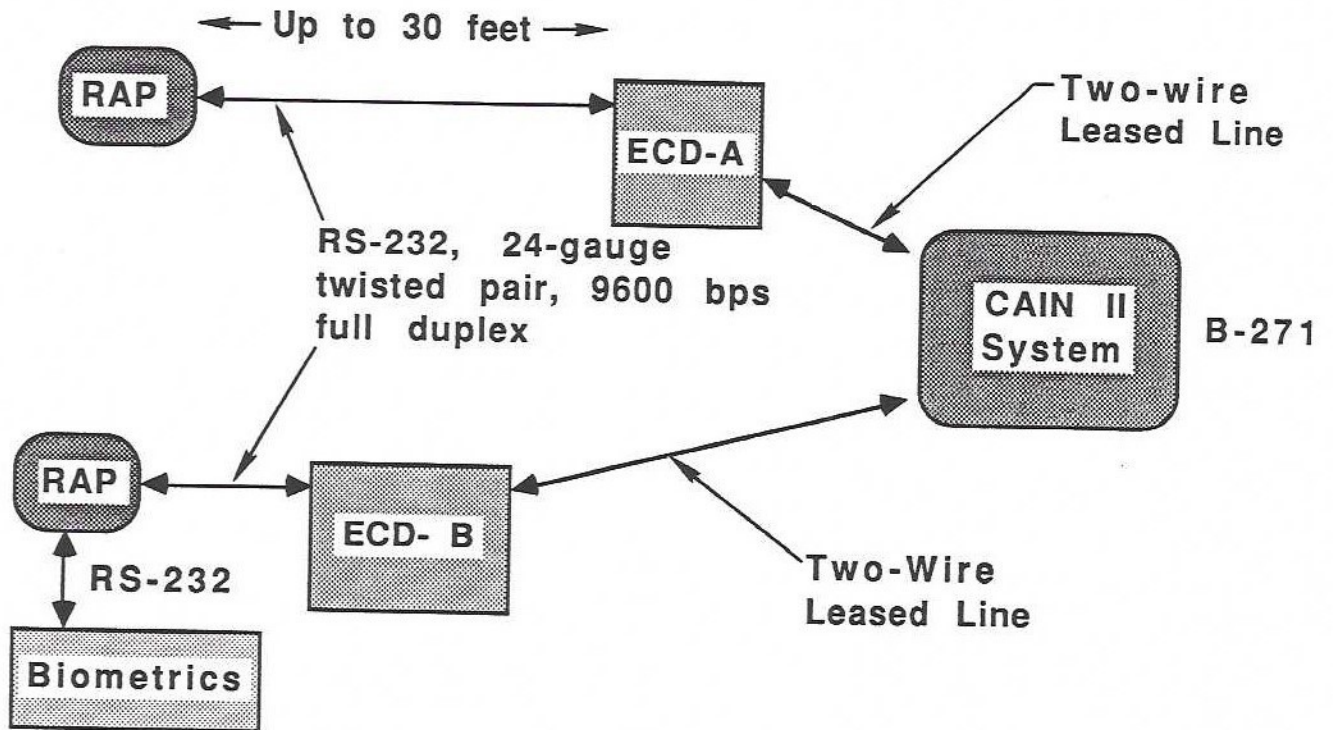 Up to 30 feet
RAP
ECD-A
Two-wire
Leased Line
RS-232, 24-gauge
twisted pair, 9600 bps
full duplex
CAIN II
System
B-271
RAP
ECD- B
RS-232
Two-Wire
Leased Line
Biometrics